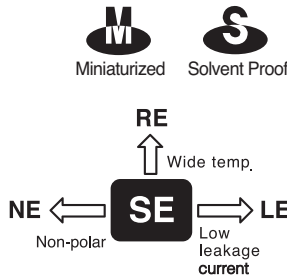 M S
Miniaturized Solvent Proof
RE
Wide temp.
NE SE LE
Non-polar
Low
leakage
current